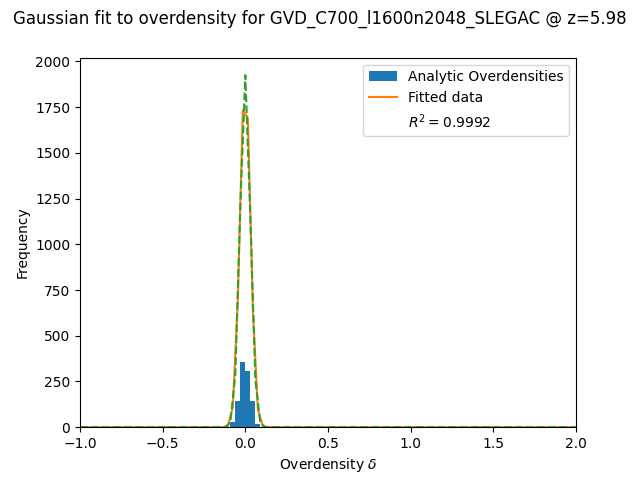 Gaussian fit to overdensity for GVD_C700_l1600n2048_SLEGAC @ z=5.98
2000
1750
1500
1250
1000
750
500
250
0
Frequency
Analytic Overdensities
Fitted data
R² = 0.9992
−1.0 −0.5 0.0 0.5 1.0 1.5 2.0
Overdensity δ